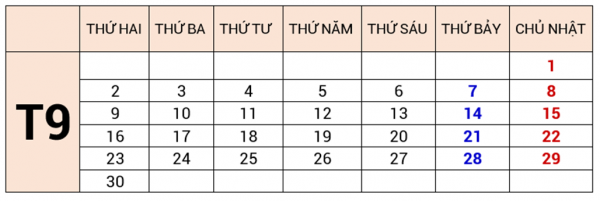 THỨ HAI THỨ BA THỨ TƯ THỨ NĂM THỨ SÁU THỨ BẢY CHỦ NHẬT
T9
1
2 3 4 5 6 7 8
9 10 11 12 13 14 15
16 17 18 19 20 21 22
23 24 25 26 27 28 29
30